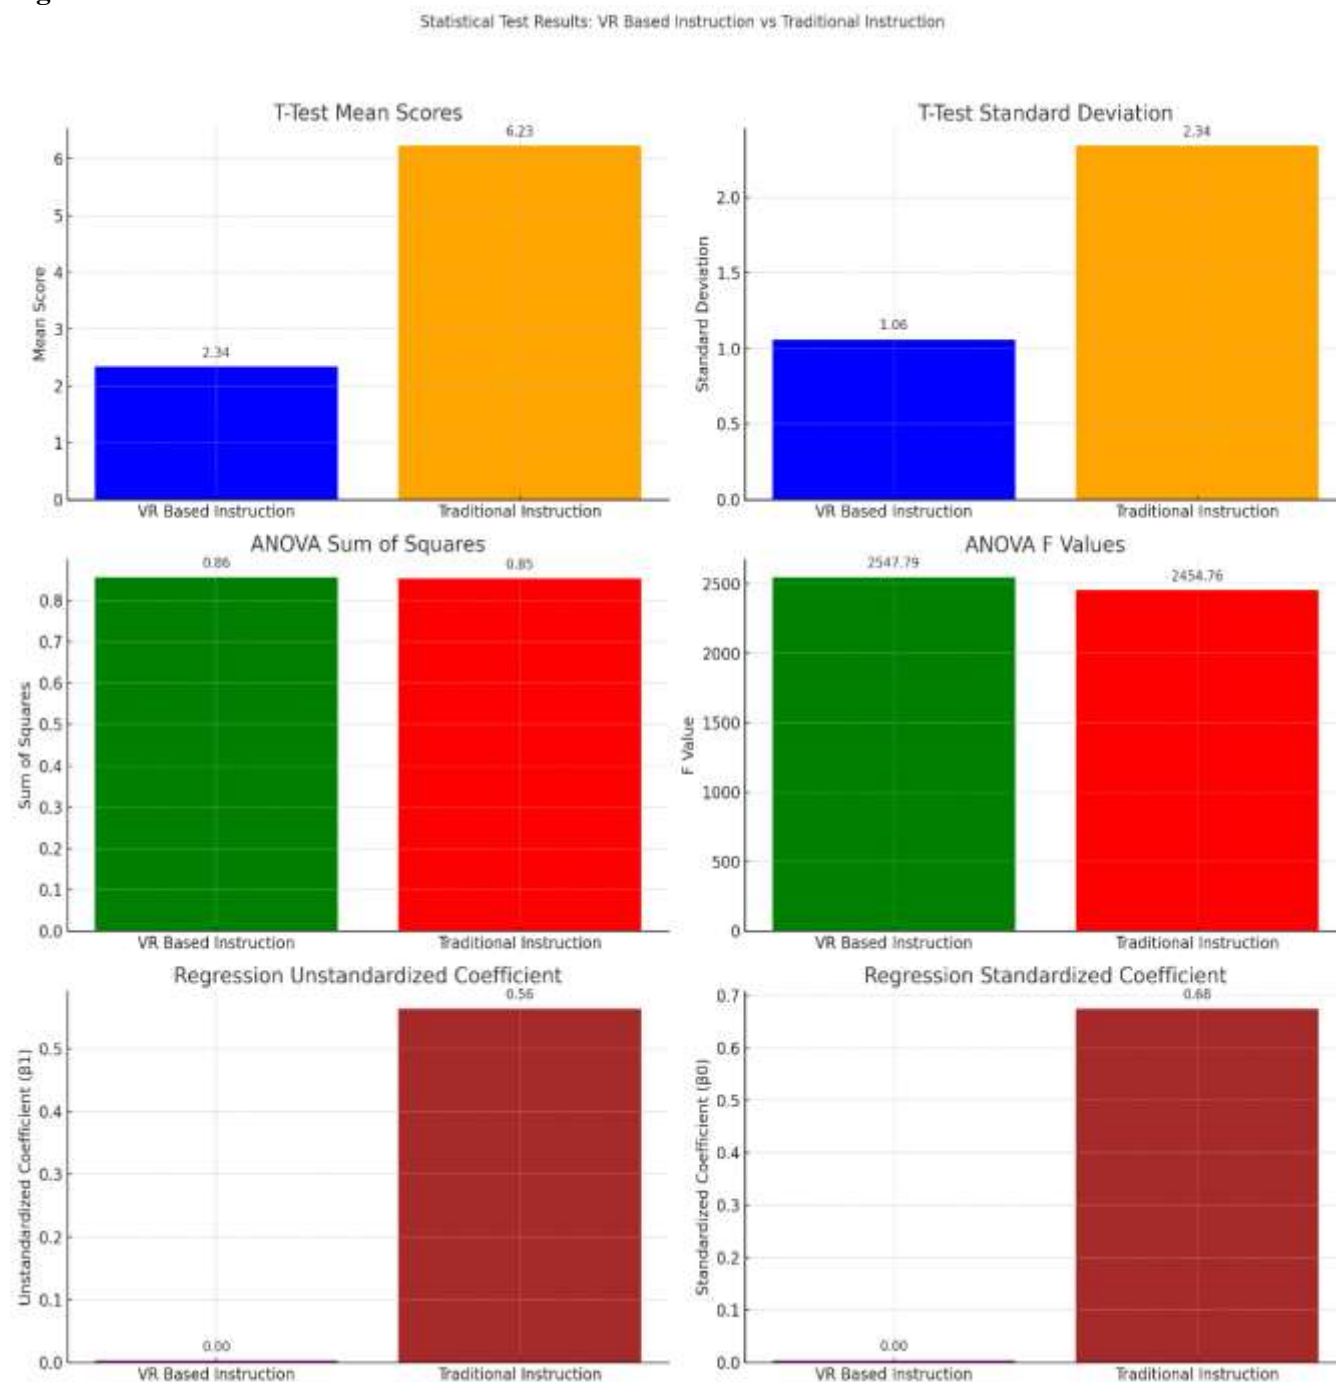 Statistical Test Results: VR Based Instruction vs Traditional Instruction
T-Test Mean Scores
6.23
6
5
4
3
2
1
0
Mean Score
2.34
VR Based Instruction
Traditional Instruction
T-Test Standard Deviation
2.34
2.0
1.5
1.0
0.5
0.0
Standard Deviation
1.06
VR Based Instruction
Traditional Instruction
ANOVA Sum of Squares
0.86
0.85
0.8
0.7
0.6
0.5
0.4
0.3
0.2
0.1
0.0
Sum of Squares
VR Based Instruction
Traditional Instruction
ANOVA F Values
2547.79
2454.76
2500
2000
1500
1000
500
0
F Value
VR Based Instruction
Traditional Instruction
Regression Unstandardized Coefficient
0.56
0.5
0.4
0.3
0.2
0.1
0.0
Unstandardized Coefficient (β1)
0.00
VR Based Instruction
Traditional Instruction
Regression Standardized Coefficient
0.68
0.7
0.6
0.5
0.4
0.3
0.2
0.1
0.0
Standardized Coefficient (β0)
0.00
VR Based Instruction
Traditional Instruction